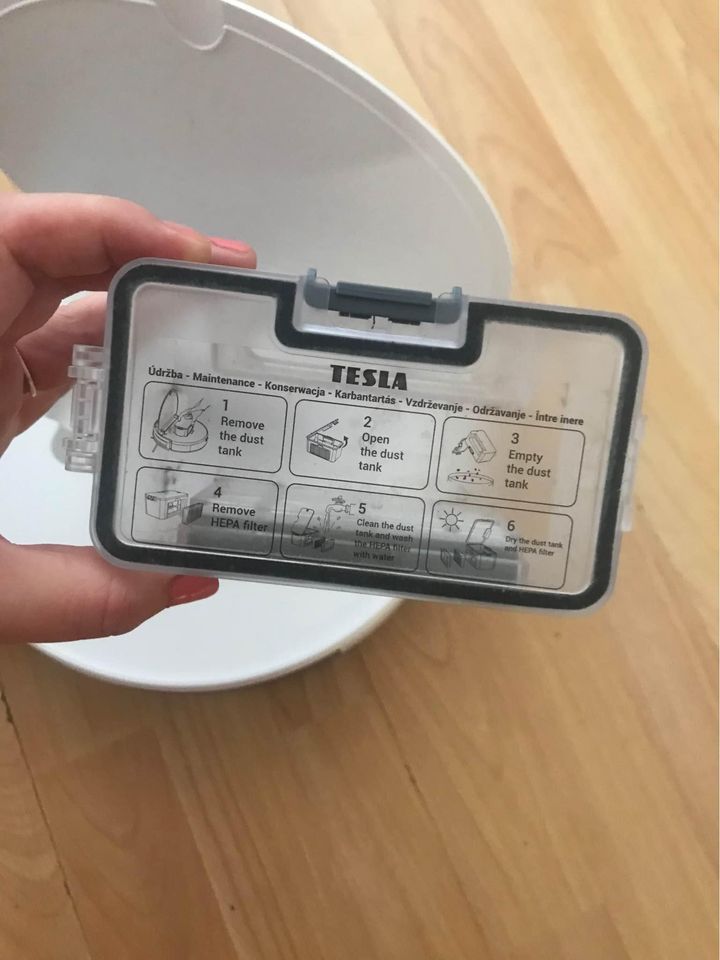 TESLA
Údržba - Maintenance - Konserwacja - Karbantartás - Vzdrževanje - Održavanje - Întreinere
1
Remove
the dust
tank
2
Open
the dust
tank
3
Empty
the dust
tank
4
Remove
HEPA filter
5
Clean the dust
tank and wash
the HEPA filter
with water
6
Dry the dust tank
and HEPA filter